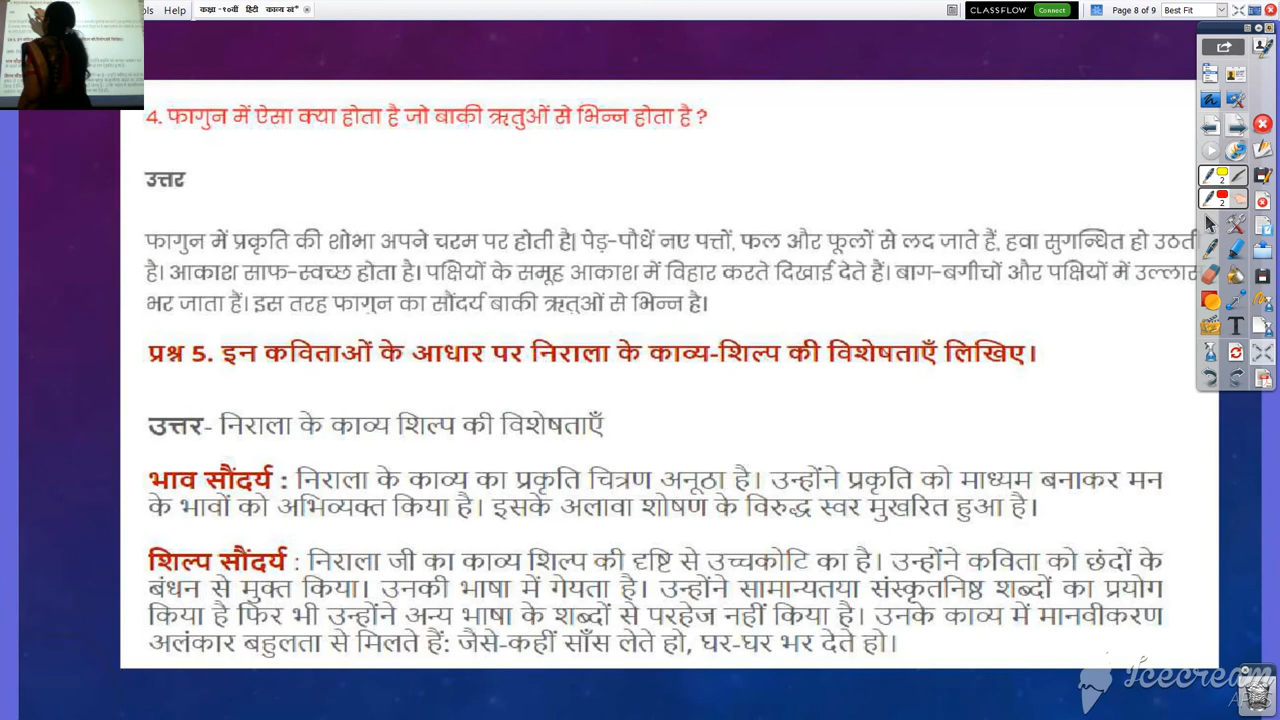 ols Help कक्षा -१०वीं हिंदी काव्य खं*
CLASSFLOW Connect Page 8 of 9 Best Fit
4. फागुन में ऐसा क्या होता है जो बाकी ऋतुओं से भिन्न होता है ?
उत्तर
फागुन में प्रकृति की शोभा अपने चरम पर होती है। पेड़-पौधें नए पत्तों, फल और फूलों से लद जाते हैं, हवा सुगन्धित हो उठती
है। आकाश साफ-स्वच्छ होता है। पक्षियों के समूह आकाश में विहार करते दिखाई देते हैं। बाग-बगीचों और पक्षियों में उल्लास
भर जाता हैं। इस तरह फागुन का सौंदर्य बाकी ऋतुओं से भिन्न है।
प्रश्न 5. इन कविताओं के आधार पर निराला के काव्य-शिल्प की विशेषताएँ लिखिए।
उत्तर- निराला के काव्य शिल्प की विशेषताएँ
भाव सौंदर्य : निराला के काव्य का प्रकृति चित्रण अनूठा है। उन्होंने प्रकृति को माध्यम बनाकर मन
के भावों को अभिव्यक्त किया है। इसके अलावा शोषण के विरुद्ध स्वर मुखरित हुआ है।
शिल्प सौंदर्य : निराला जी का काव्य शिल्प की दृष्टि से उच्चकोटि का है। उन्होंने कविता को छंदों के
बंधन से मुक्त किया। उनकी भाषा में गेयता है। उन्होंने सामान्यतया संस्कृतनिष्ठ शब्दों का प्रयोग
किया है फिर भी उन्होंने अन्य भाषा के शब्दों से परहेज नहीं किया है। उनके काव्य में मानवीकरण
अलंकार बहुलता से मिलते हैं: जैसे-कहीं साँस लेते हो, घर-घर भर देते हो।
Icecream
APPS